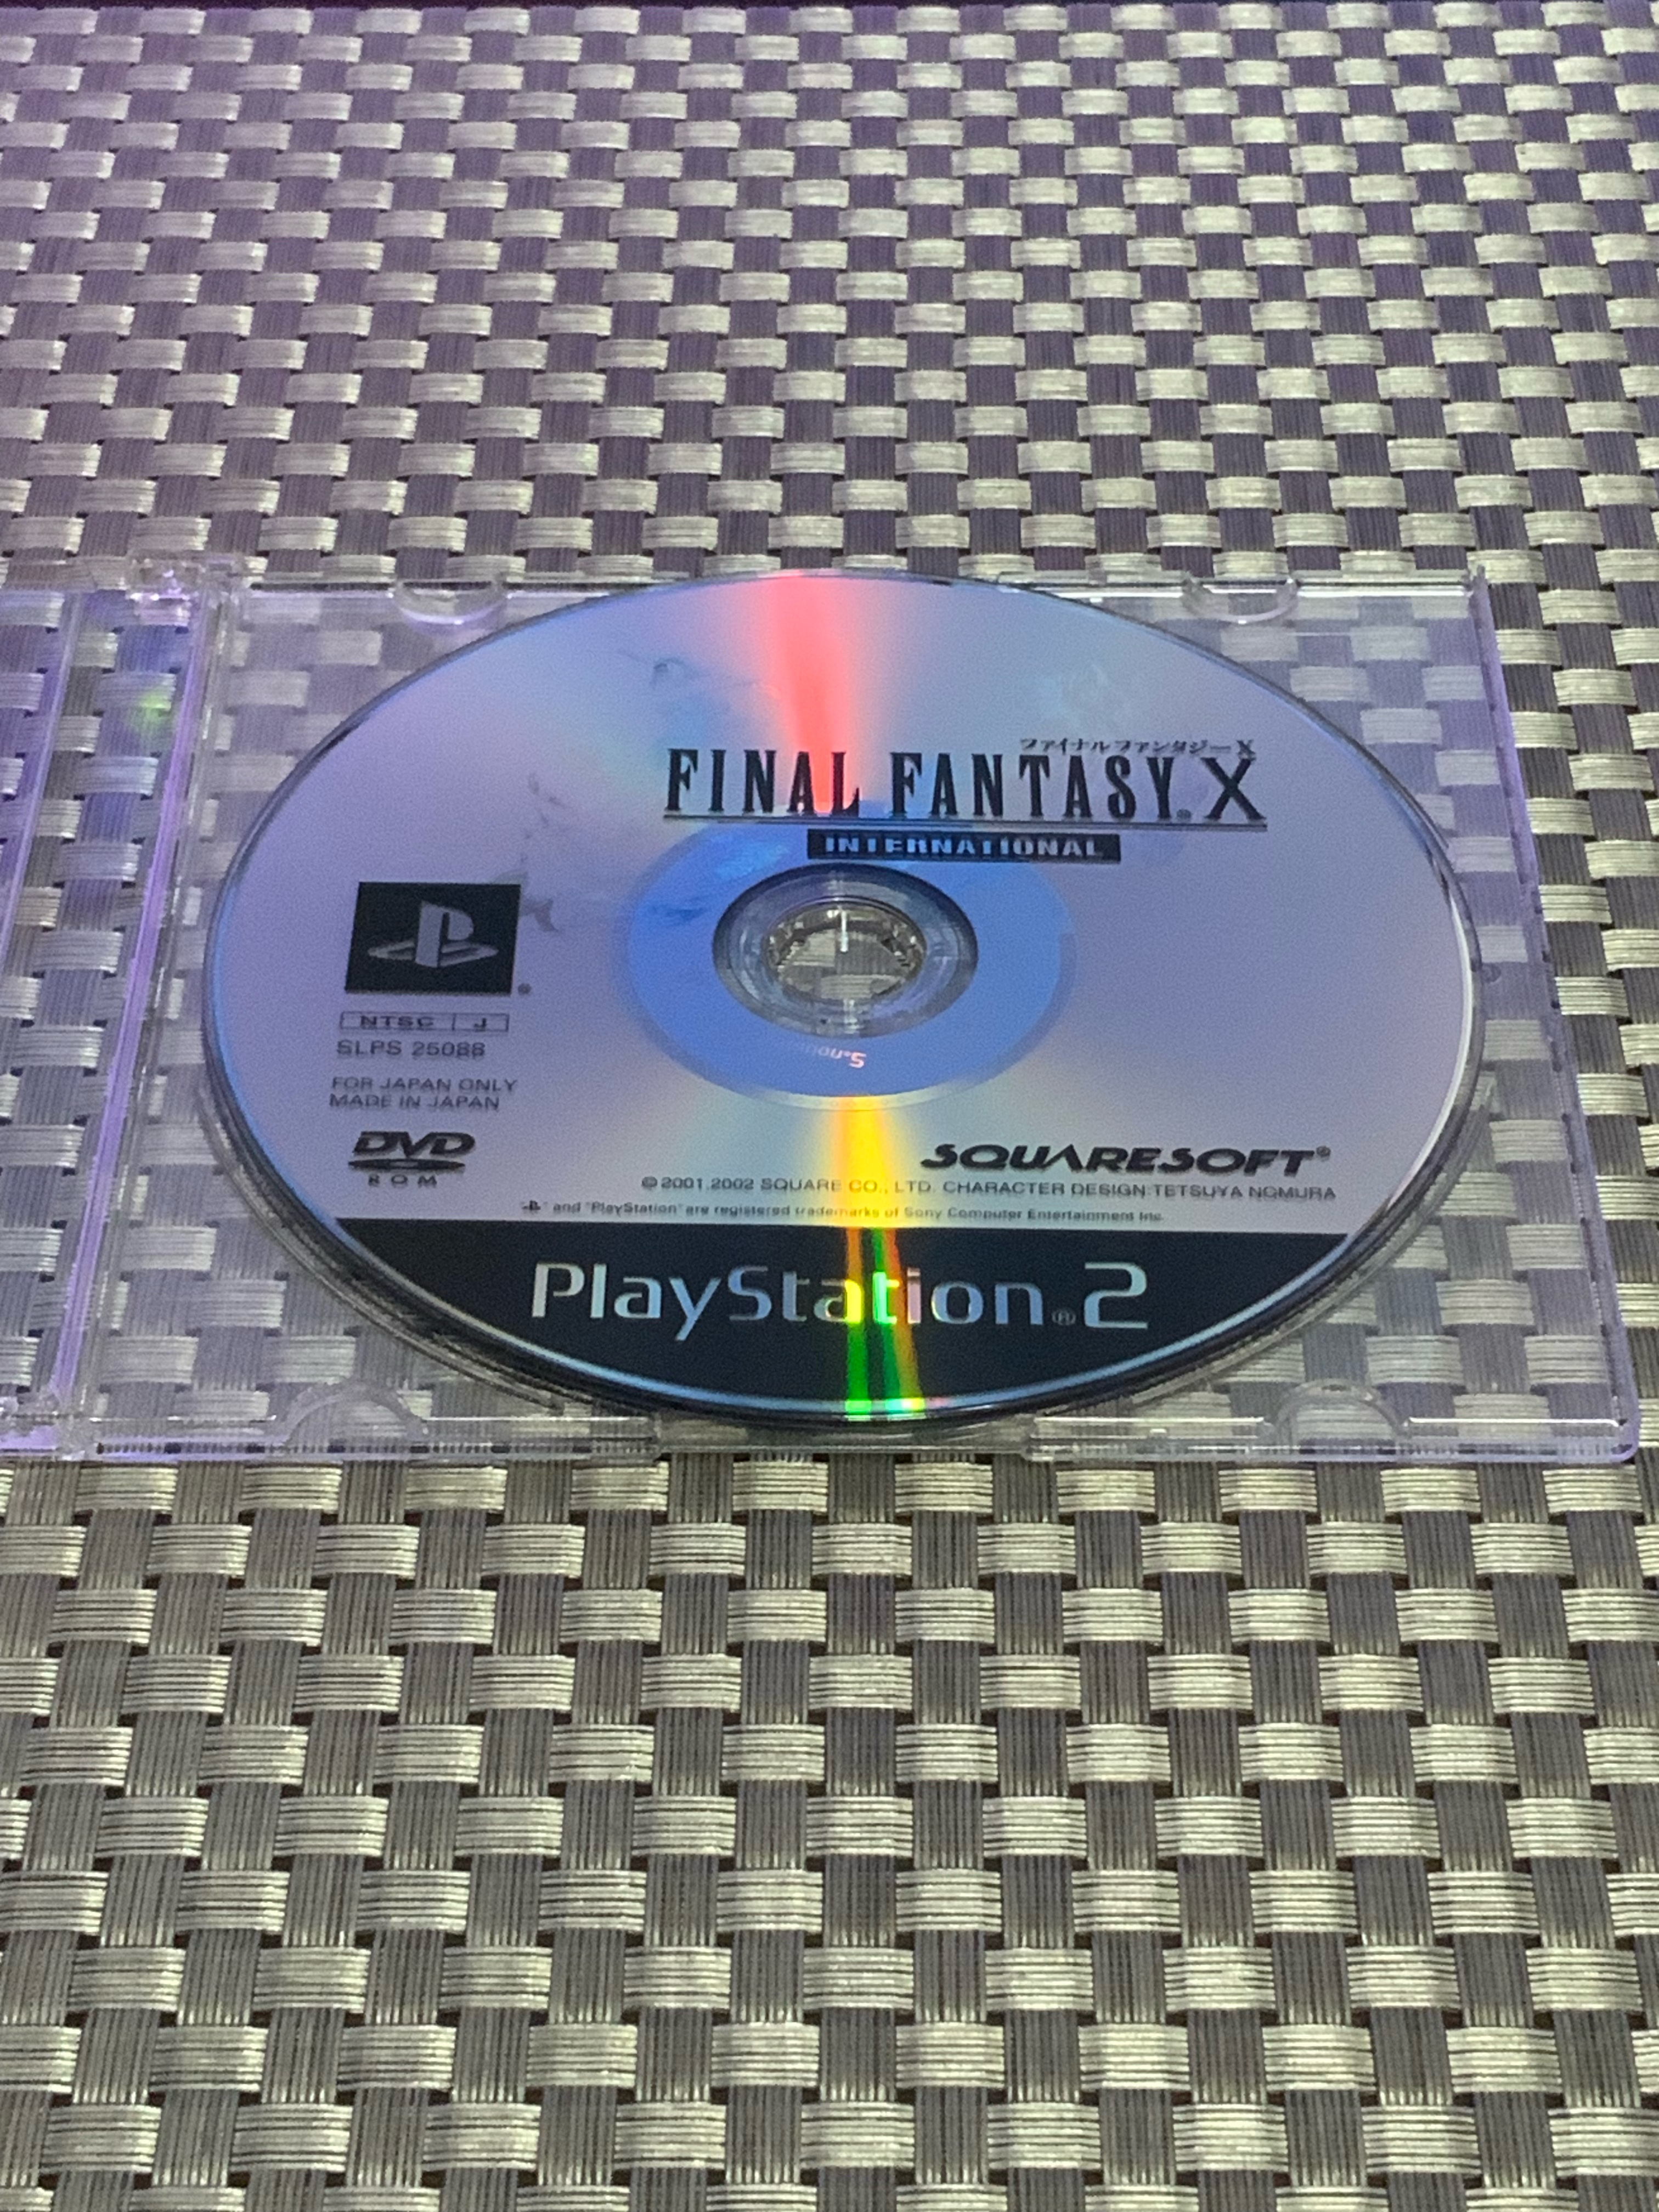 ファイナルファンタジーX
FINAL FANTASY® X
INTERNATIONAL
NTSC J
SLPS 25088
FOR JAPAN ONLY
MADE IN JAPAN
DVD
ROM
SQUARESOFT®
©2001,2002 SQUARE CO., LTD. CHARACTER DESIGN:TETSUYA NOMURA
" " and "PlayStation" are registered trademarks of Sony Computer Entertainment Inc.
PlayStation®2